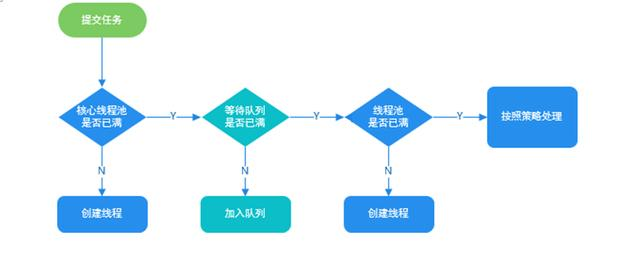 提交任务
核心线程池
是否已满
Y
等待队列
是否已满
Y
线程池
是否已满
Y
按照策略处理
N
N
N
创建线程
加入队列
创建线程